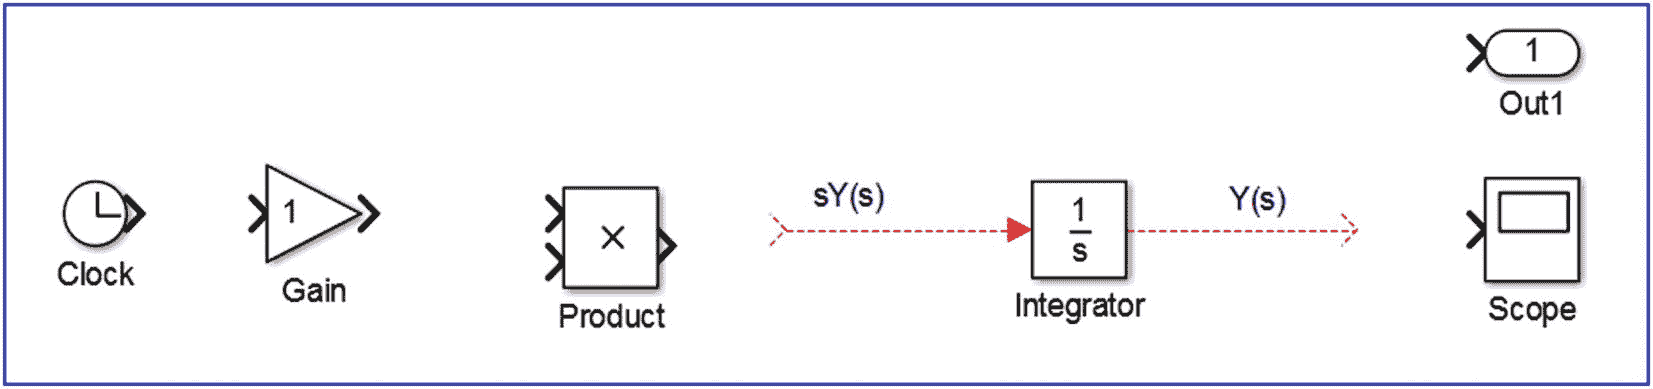 1
Out1
Clock
1
Gain
×
Product
sY(s)
1
s
Integrator
Y(s)
Scope